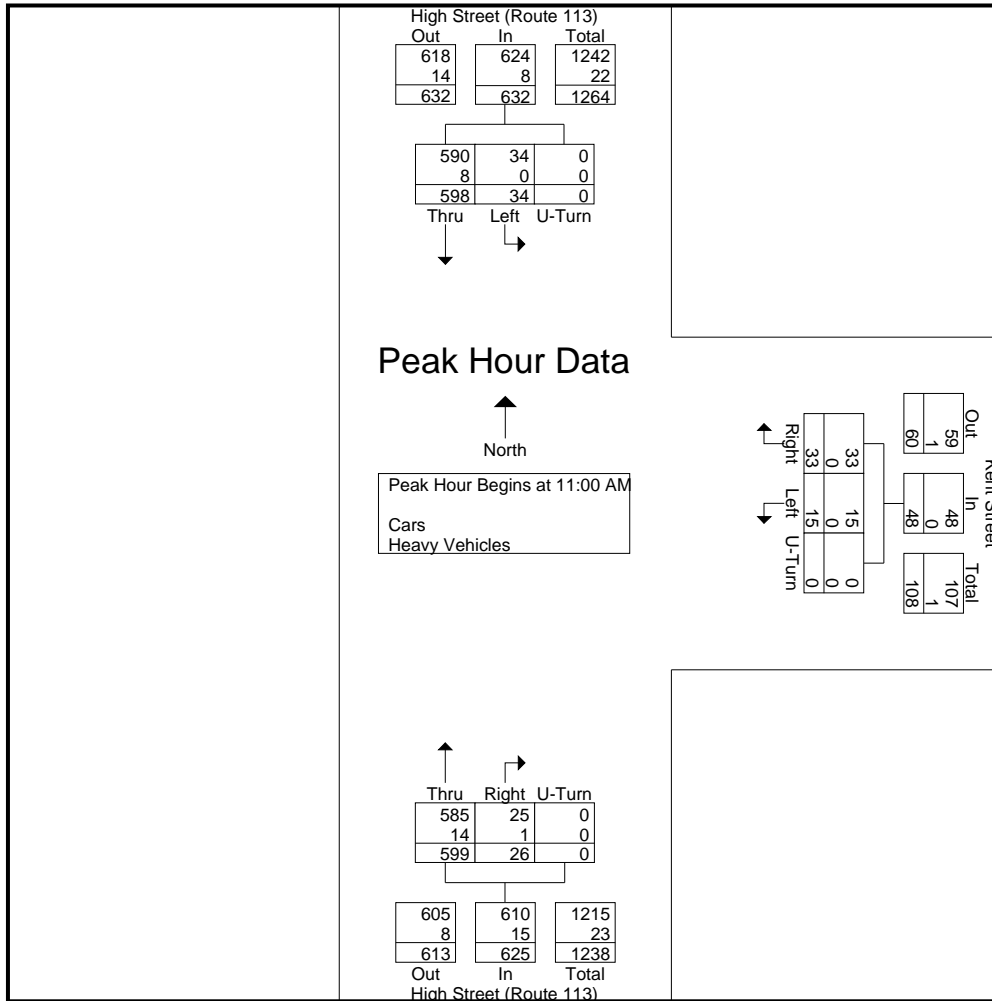 High Street (Route 113)
Out In Total
618 624 1242
14 8 22
632 632 1264
590 34 0
8 0 0
598 34 0
Thru Left U-Turn
Peak Hour Data
North
Peak Hour Begins at 11:00 AM
Cars
Heavy Vehicles
Right Left U-Turn
33 15 0
0 0 0
33 15 0
Out In Total
59 48 107
1 0 1
60 48 108
Thru Right U-Turn
585 25 0
14 1 0
599 26 0
605 610 1215
8 15 23
613 625 1238
Out In Total
High Street (Route 113)